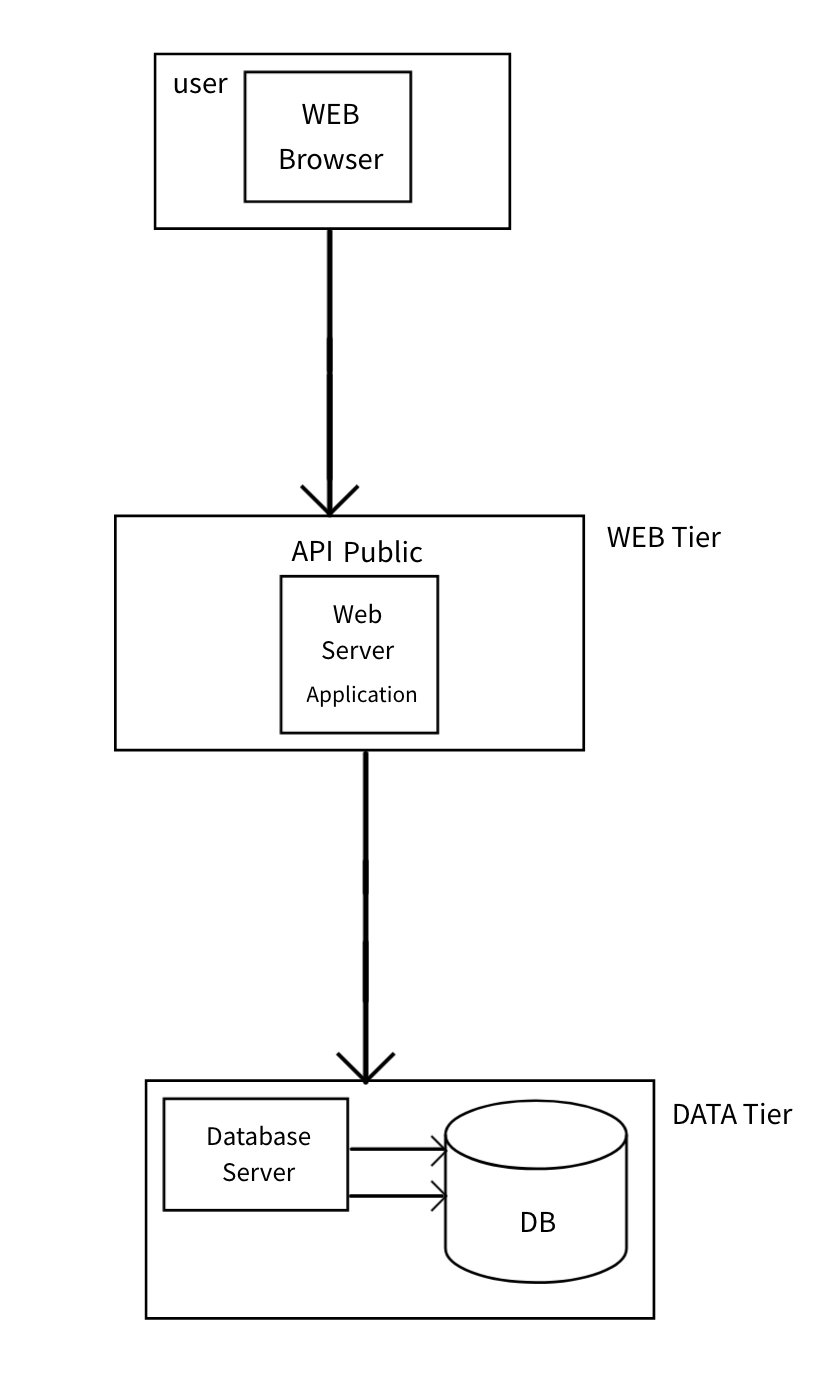 user
WEB
Browser
WEB Tier
API Public
Web
Server
Application
DATA Tier
Database
Server
DB